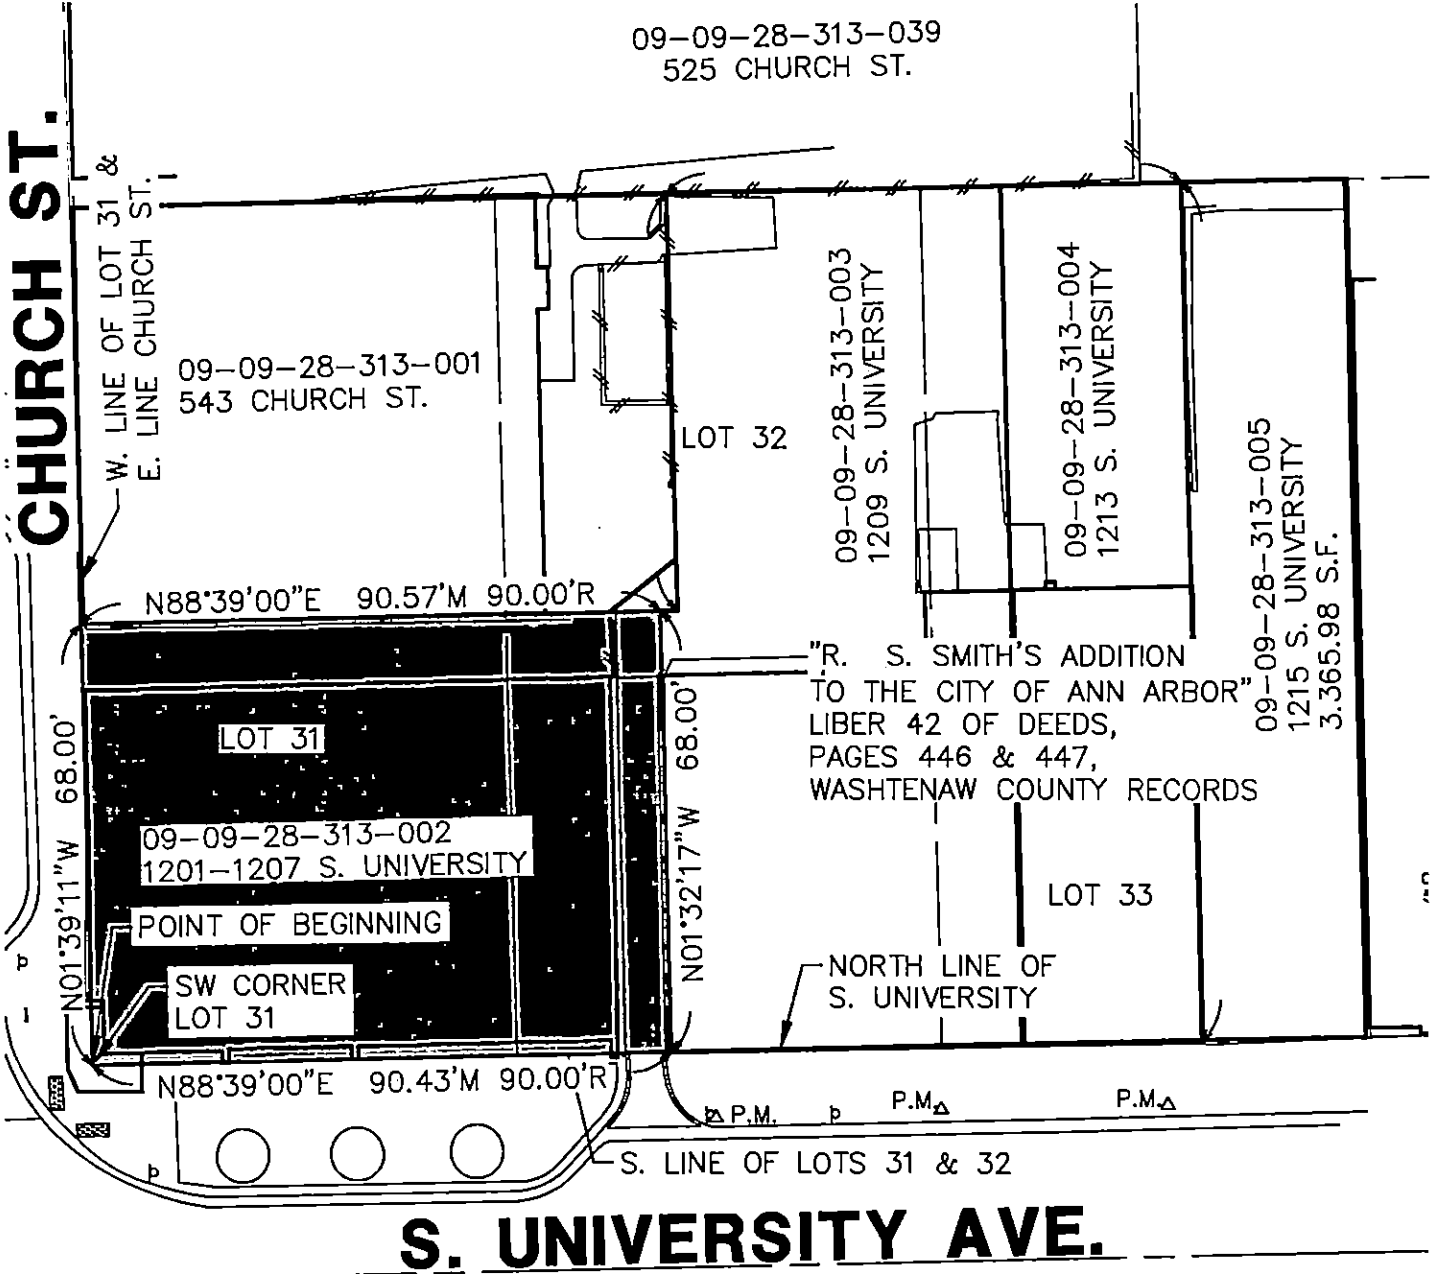 09-09-28-313-039
525 CHURCH ST.
CHURCH ST.
W. LINE OF LOT 31 &
E. LINE CHURCH ST.
09-09-28-313-001
543 CHURCH ST.
LOT 32
09-09-28-313-003
1209 S. UNIVERSITY
09-09-28-313-004
1213 S. UNIVERSITY
09-09-28-313-005
1215 S. UNIVERSITY
3.365.98 S.F.
N88°39'00"E 90.57'M 90.00'R
"R. S. SMITH'S ADDITION
TO THE CITY OF ANN ARBOR"
LIBER 42 OF DEEDS,
PAGES 446 & 447,
WASHTENAW COUNTY RECORDS
LOT 31
N01°39'11"W 68.00'
N01°32'17"W 68.00'
09-09-28-313-002
1201-1207 S. UNIVERSITY
POINT OF BEGINNING
SW CORNER
LOT 31
LOT 33
NORTH LINE OF
S. UNIVERSITY
N88°39'00"E 90.43'M 90.00'R
P.M.
P.M.
P.M.
S. LINE OF LOTS 31 & 32
S. UNIVERSITY AVE.